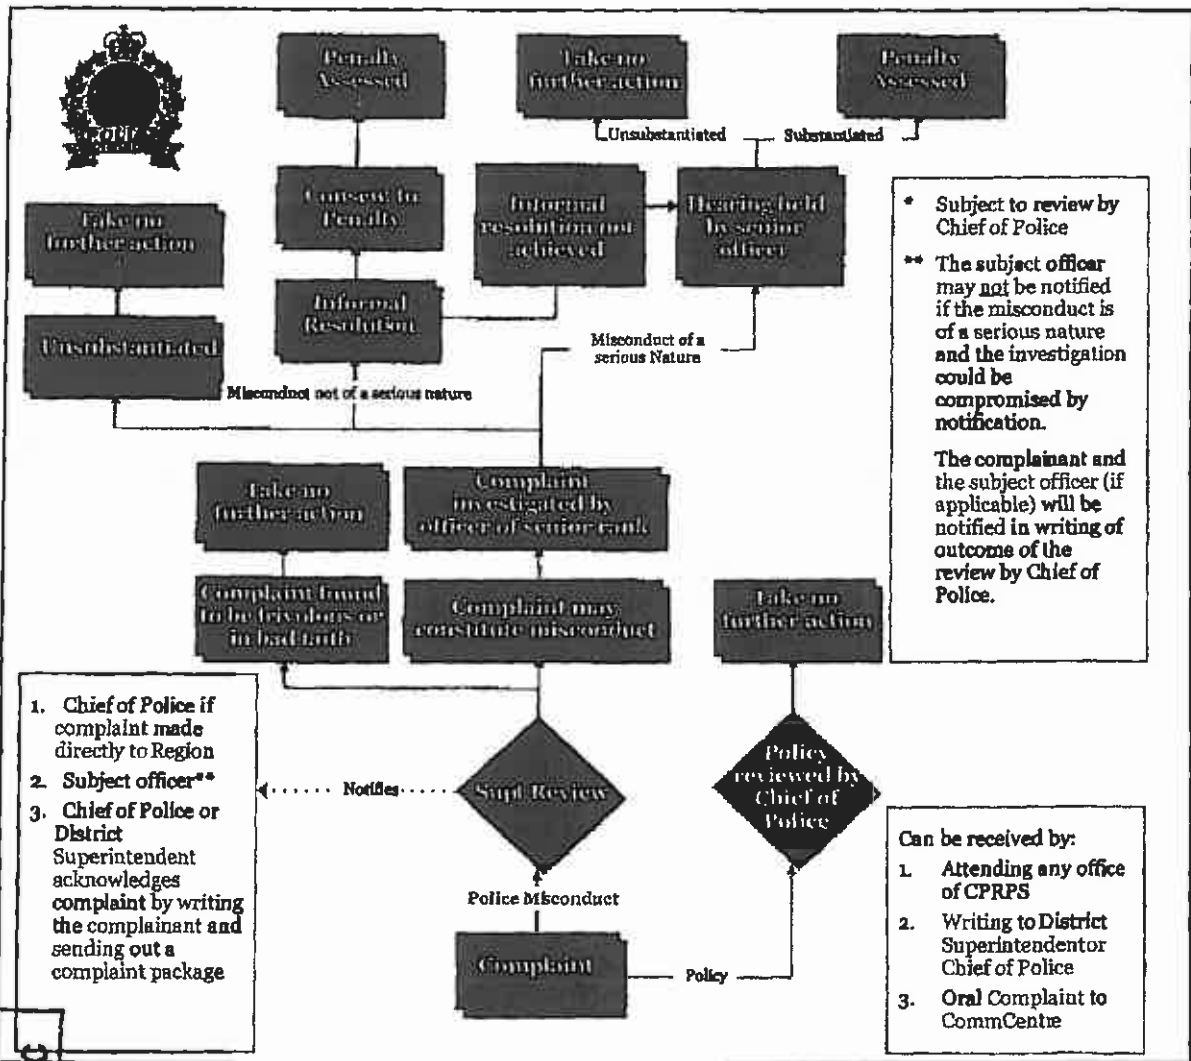 Penalty
Assessed
Take no
further action
Penalty
Assessed
Unsubstantiated
Substantiated
Consent to
Penalty
Informal
resolution not
achieved
Hearing held
by senior
officer
Take no
further action
Informal
Resolution
Unsubstantiated
Misconduct of a
serious Nature
Misconduct not of a serious nature
* Subject to review by
Chief of Police
** The subject officer
may not be notified
if the misconduct is
of a serious nature
and the investigation
could be
compromised by
notification.
The complainant and
the subject officer (if
applicable) will be
notified in writing of
outcome of the
review by Chief of
Police.
Take no
further action
Complaint
investigated by
officer of senior rank
Complaint found
to be frivolous or
in bad faith
Complaint may
constitute misconduct
Take no
further action
1. Chief of Police if
complaint made
directly to Region
2. Subject officer**
3. Chief of Police or
District
Superintendent
acknowledges
complaint by writing
the complainant and
sending out a
complaint package
Notifies
Supt Review
Policy
reviewed by
Chief of
Police
Police Misconduct
Complaint
Policy
Can be received by:
1. Attending any office
of CPRPS
2. Writing to District
Superintendentor
Chief of Police
3. Oral Complaint to
CommCentre
C